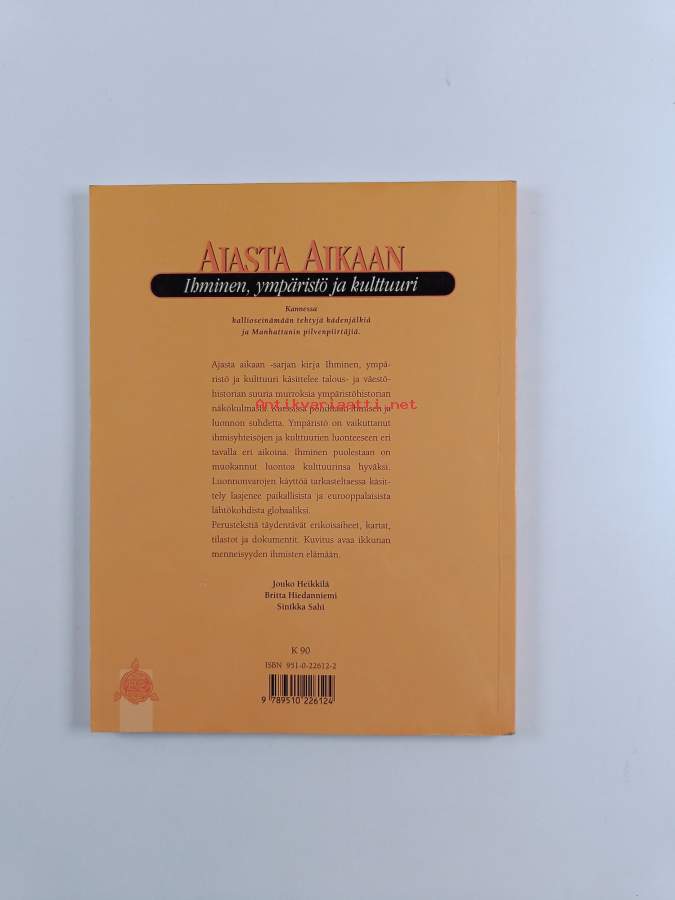 AJASTA AIKAAN
Ihminen, ympäristö ja kulttuuri
Kannessa
kallioseinämään tehtyjä kädenjälkiä
ja Manhattanin pilvenpiirtäjiä.
Ajasta aikaan -sarjan kirja Ihminen, ympä-
ristö ja kulttuuri käsittelee talous- ja väestö-
historian suuria murroksia ympäristöhistorian
näkökulmasta. Kirjassa pohditaan ihmisen ja
Antikvariaatti.net
luonnon suhdetta. Ympäristö on vaikuttanut
ihmisyhteisöjen ja kulttuurien luonteeseen eri
tavalla eri aikoina. Ihminen puolestaan on
muokannut luontoa kulttuurinsa hyväksi.
Luonnonvarojen käyttöä tarkasteltaessa käsit-
tely laajenee paikallisista ja eurooppalaisista
lähtökohdista globaaliksi.
Perustekstiä täydentävät erikoisaiheet, kartat,
tilastot ja dokumentit. Kuvitus avaa ikkunan
menneisyyden ihmisten elämään.
Jouko Heikkilä
Britta Hiedanniemi
Sinikka Sahi
K 90
ISBN 951-0-22612-2
9 789510 226124